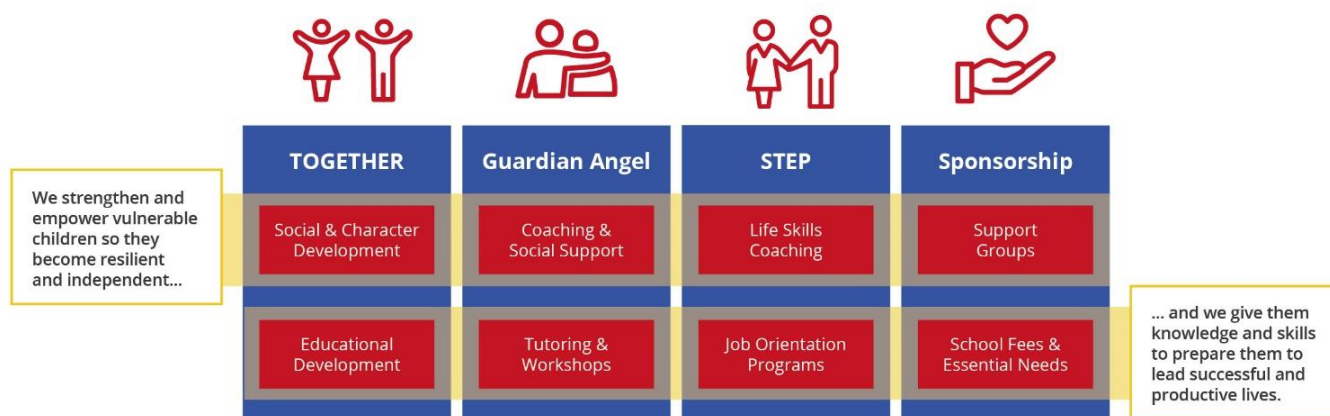 TOGETHER
Guardian Angel
STEP
Sponsorship
We strengthen and
empower vulnerable
children so they
become resilient
and independent...
Social & Character
Development
Coaching &
Social Support
Life Skills
Coaching
Support
Groups
Educational
Development
Tutoring &
Workshops
Job Orientation
Programs
School Fees &
Essential Needs
... and we give them
knowledge and skills
to prepare them to
lead successful and
productive lives.